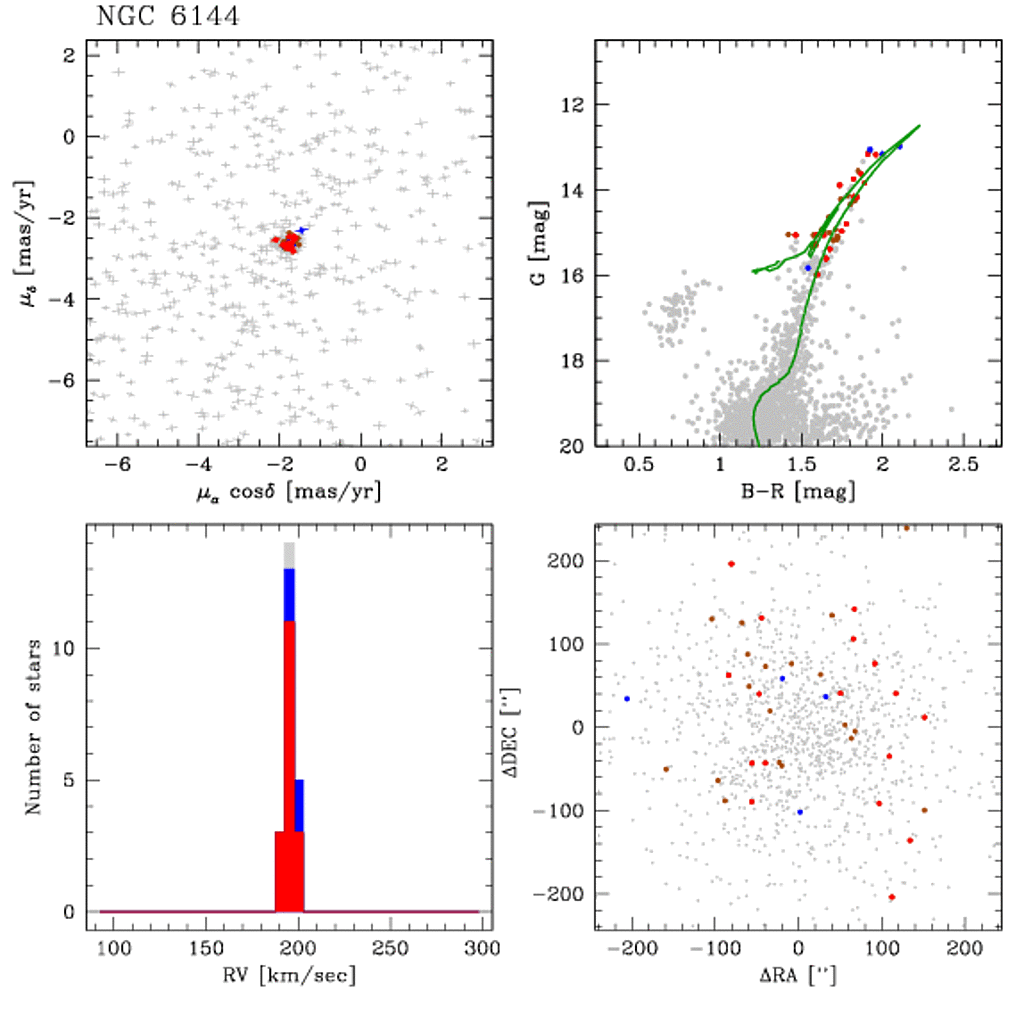 NGC 6144
2
0
−2
−4
−6
μδ [mas/yr]
−6 −4 −2 0 2
μα cosδ [mas/yr]
12
14
16
18
20
G [mag]
0.5 1 1.5 2 2.5
B−R [mag]
10
5
0
Number of stars
100 150 200 250 300
RV [km/sec]
200
100
0
−100
−200
ΔDEC ["]
−200 −100 0 100 200
ΔRA ["]